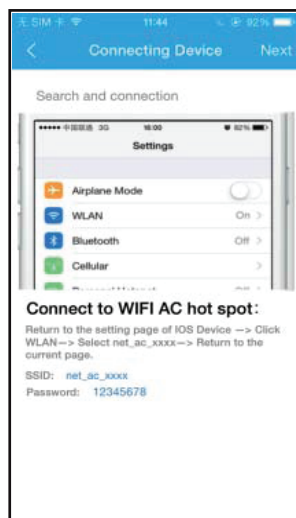 无 SIM 卡 11:44 92%
Connecting Device Next
Search and connection
中国联通 3G 16:00 82%
Settings
Airplane Mode
WLAN On
Bluetooth Off
Cellular
Connect to WIFI AC hot spot:
Return to the setting page of IOS Device —> Click
WLAN—> Select net_ac_xxxx—> Return to the
current page.
SSID: net_ac_xxxx
Password: 12345678